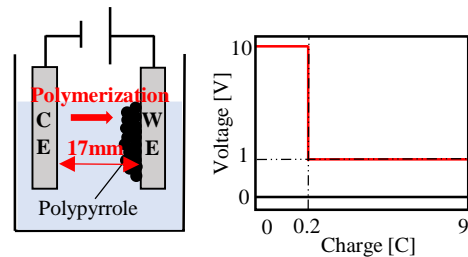 Polymerization
C W
E E
17mm
Polypyrrole
Voltage [V]
10
1
0
0 0.2 9
Charge [C]